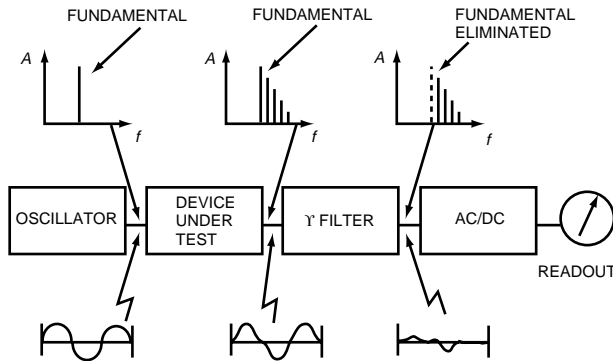 FUNDAMENTAL
FUNDAMENTAL
FUNDAMENTAL
ELIMINATED
A
A
A
f
f
f
OSCILLATOR
DEVICE
UNDER
TEST
ϒ FILTER
AC/DC
READOUT